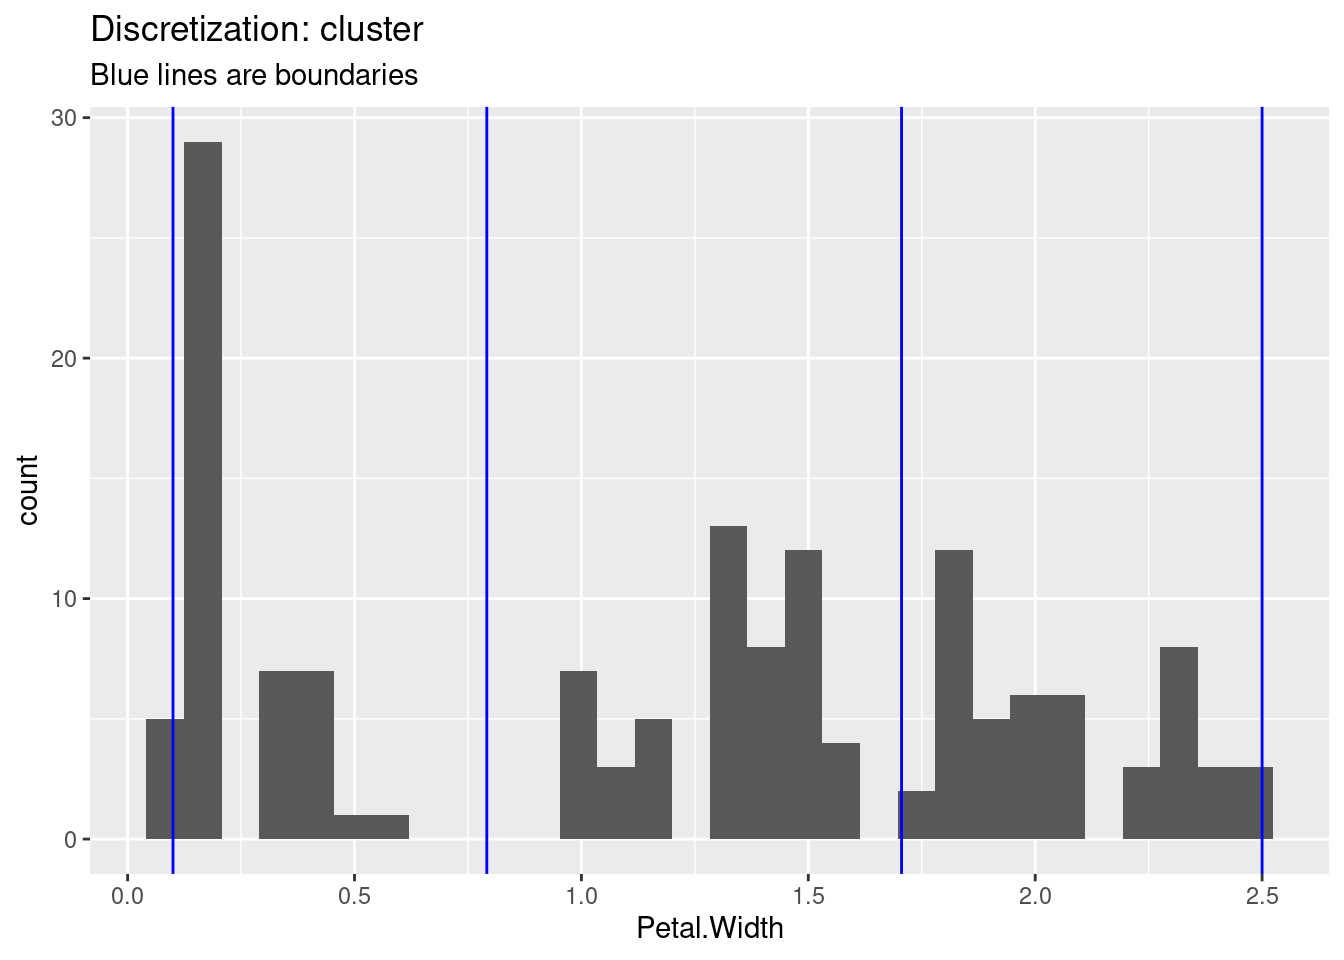 Discretization: cluster
Blue lines are boundaries
30
20
10
0
count
0.0 0.5 1.0 1.5 2.0 2.5
Petal.Width